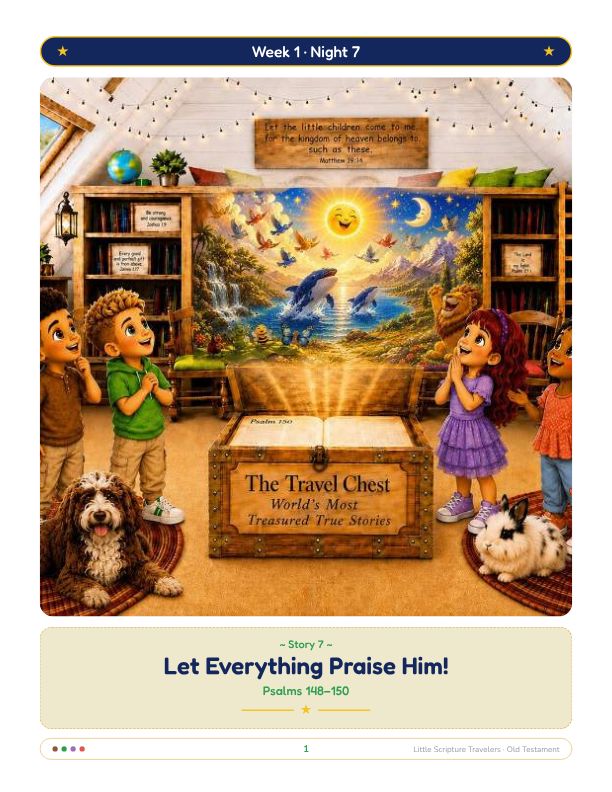 Week 1 · Night 7
Let the little children come to me,
for the kingdom of heaven belongs to
such as these.
Matthew 19:14
Be strong
and courageous.
Joshua 1:9
Every good
and perfect gift
is from above.
James 1:17
The Lord
is
my
Psalm
Psalm 150
The Travel Chest
World's Most
Treasured True Stories
~ Story 7 ~
Let Everything Praise Him!
Psalms 148–150
1
Little Scripture Travelers · Old Testament